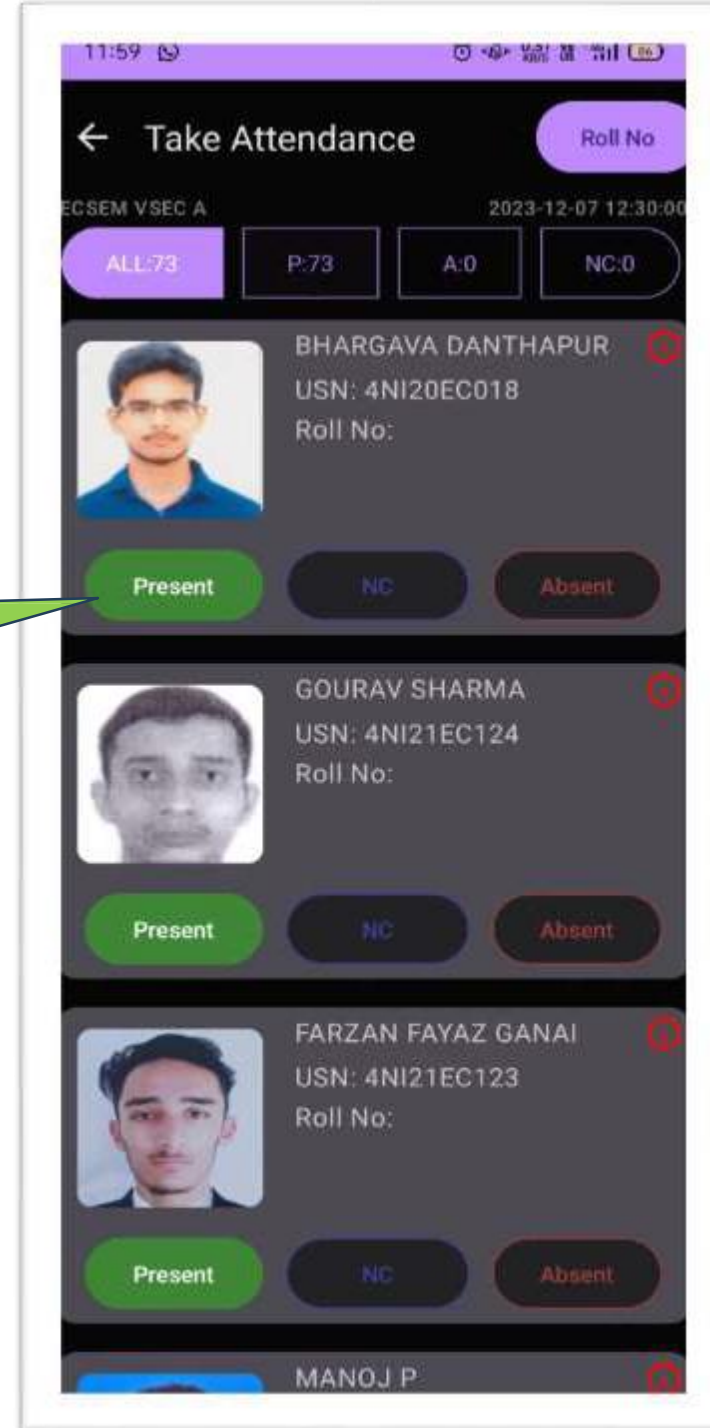 11:59
Take Attendance
Roll No
ECSEM VSEC A
2023-12-07 12:30:00
ALL:73
P:73
A:0
NC:0
BHARGAVA DANTHAPUR
USN: 4NI20EC018
Roll No:
Present
NC
Absent
GOURAV SHARMA
USN: 4NI21EC124
Roll No:
Present
NC
Absent
FARZAN FAYAZ GANAI
USN: 4NI21EC123
Roll No:
Present
NC
Absent
MANOJ P